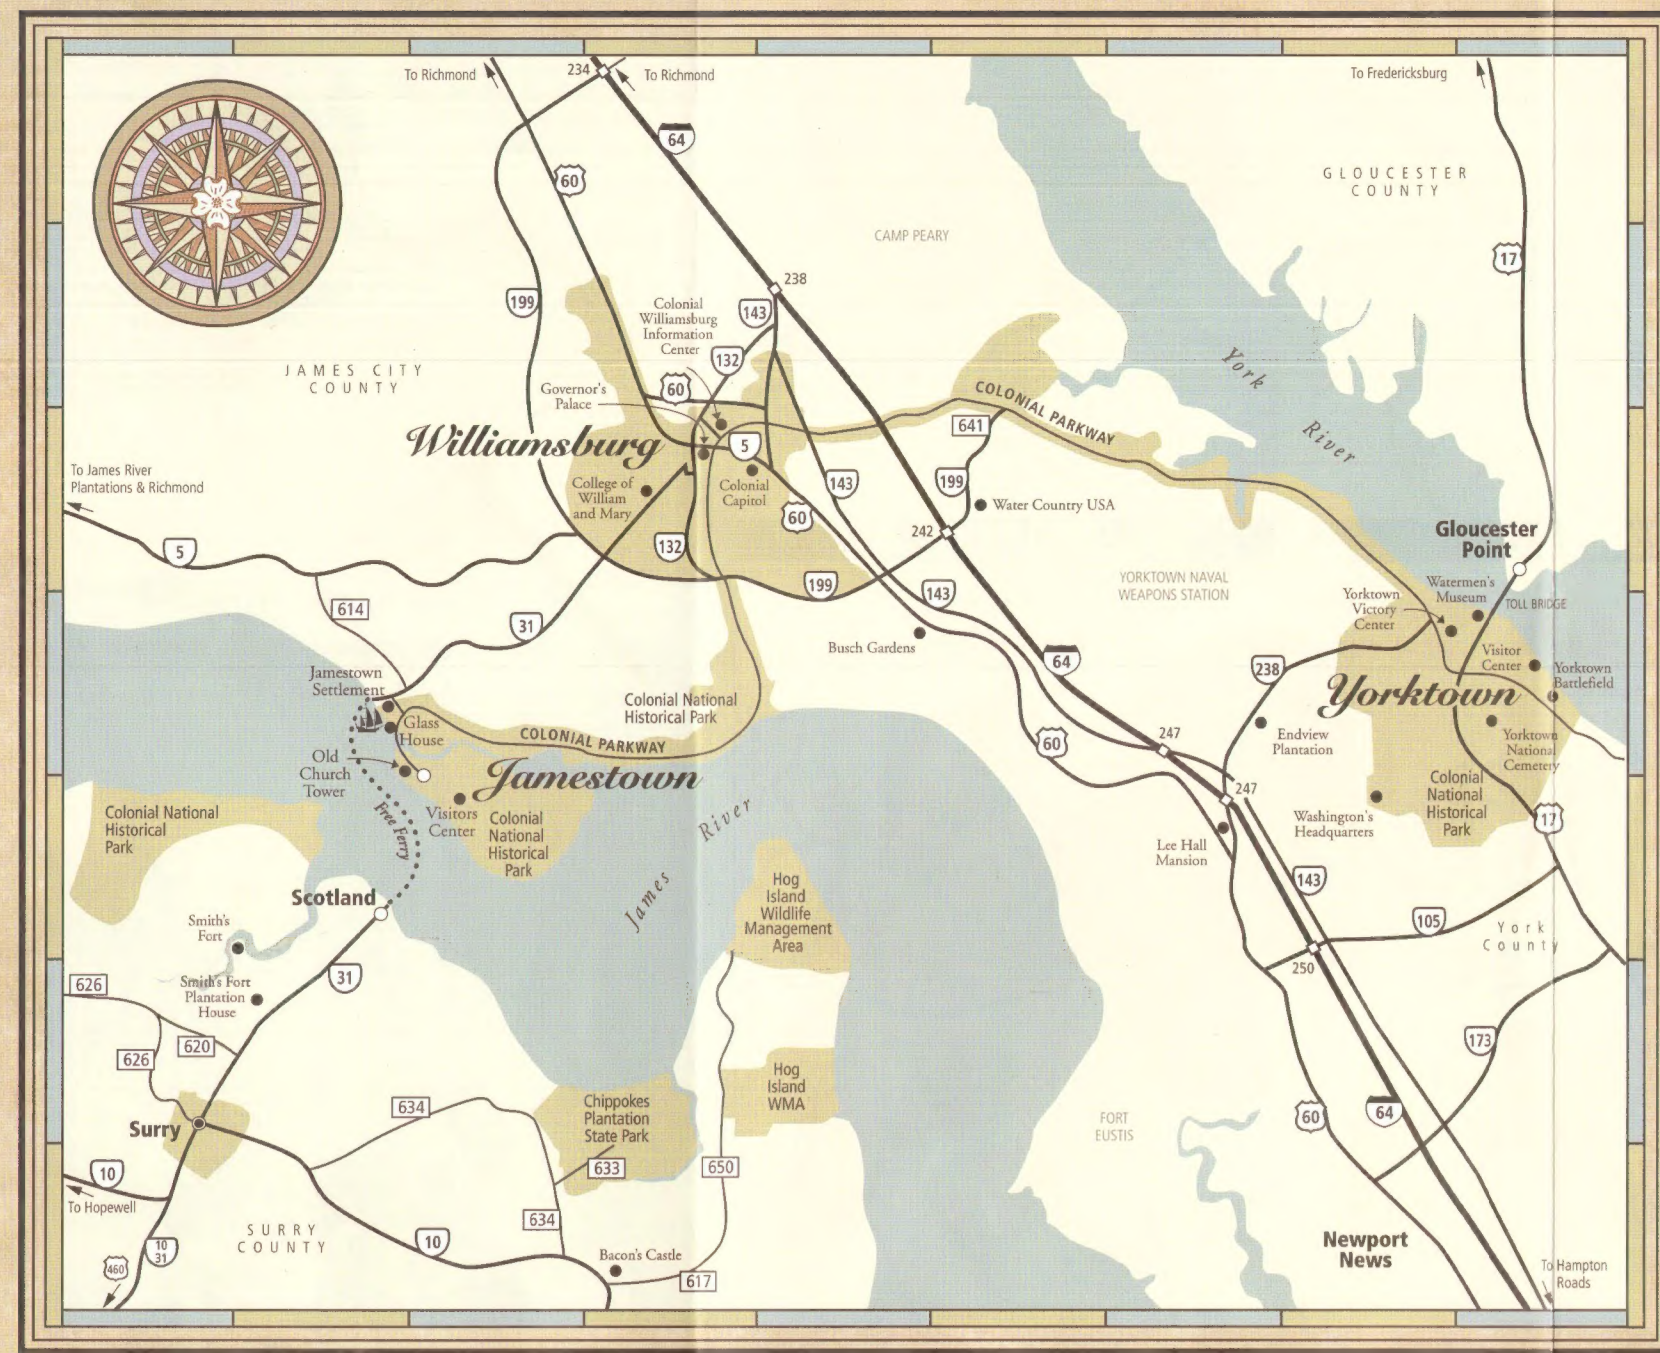 To Richmond
234
To Richmond
To Fredericksburg
64
60
GLOUCESTER
COUNTY
17
CAMP PEARY
238
199
Colonial
Williamsburg
Information
Center
143
132
JAMES CITY
COUNTY
60
Governor's
Palace
York
River
COLONIAL PARKWAY
641
Williamsburg
5
To James River
Plantations & Richmond
College of
William
and Mary
Colonial
Capitol
143
199
Water Country USA
60
242
132
Gloucester
Point
5
199
143
YORKTOWN NAVAL
WEAPONS STATION
Watermen's
Museum
Yorktown
Victory
Center
TOLL BRIDGE
614
31
Busch Gardens
64
238
Visitor
Center
Yorktown
Battlefield
Jamestown
Settlement
Colonial National
Historical Park
Yorktown
Glass
House
COLONIAL PARKWAY
60
247
Endview
Plantation
Yorktown
National
Cemetery
Old
Church
Tower
Jamestown
247
Colonial
National
Historical
Park
Colonial National
Historical
Park
Free Ferry
Visitors
Center
Colonial
National
Historical
Park
James
River
Washington's
Headquarters
17
Lee Hall
Mansion
143
Hog
Island
Wildlife
Management
Area
Scotland
Smith's
Fort
105
York
County
31
250
626
Smith's Fort
Plantation
House
620
626
173
Hog
Island
WMA
634
Chippokes
Plantation
State Park
60
64
FORT
EUSTIS
Surry
633
650
10
To Hopewell
634
SURRY
COUNTY
10
10
31
Bacon's Castle
Newport
News
460
617
To Hampton
Roads